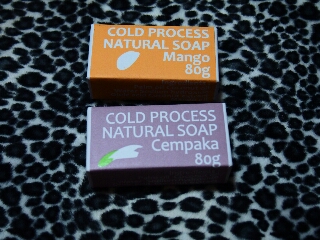 COLD PROCESS
NATURAL SOAP
Mango
80g
COLD PROCESS
NATURAL SOAP
Cempaka
80g